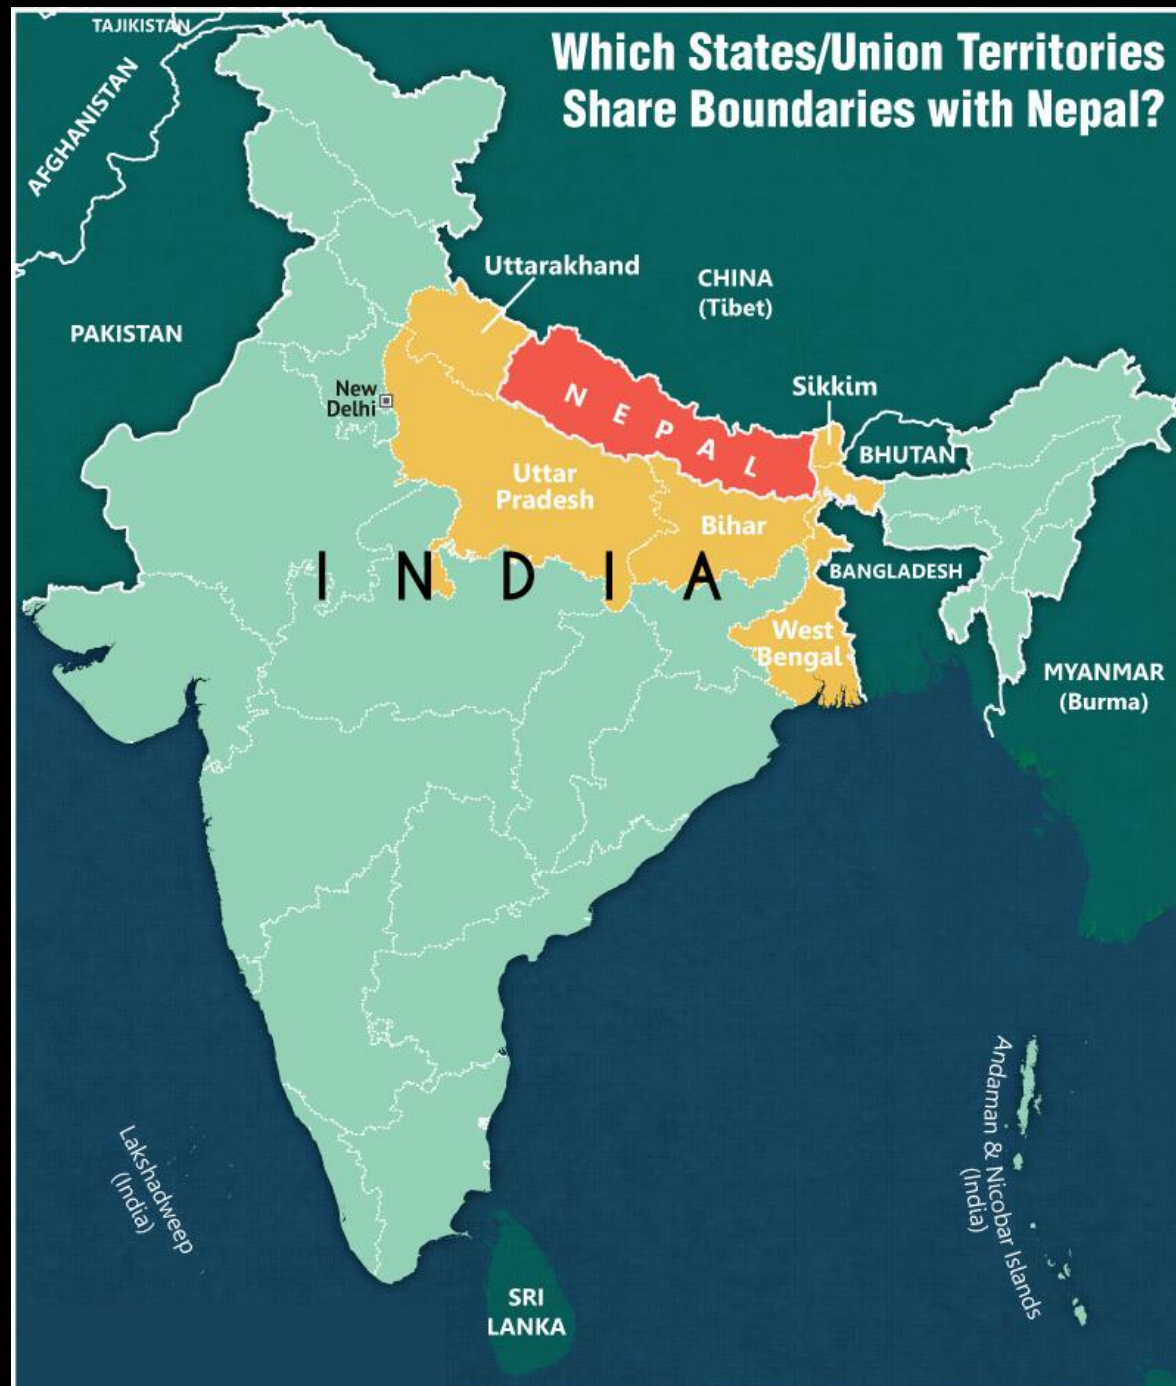 Which States/Union Territories
Share Boundaries with Nepal?
TAJIKISTAN
AFGHANISTAN
PAKISTAN
Uttarakhand
CHINA
(Tibet)
New
Delhi
NEPAL
Sikkim
BHUTAN
Uttar
Pradesh
Bihar
INDIA
BANGLADESH
West
Bengal
MYANMAR
(Burma)
Lakshadweep
(India)
Andaman & Nicobar Islands
(India)
SRI
LANKA